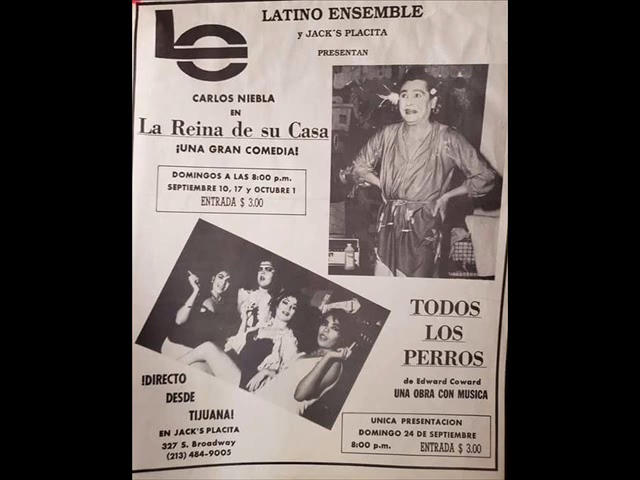 LATINO ENSEMBLE
y JACK'S PLACITA
PRESENTAN
CARLOS NIEBLA
EN
La Reina de su Casa
¡UNA GRAN COMEDIA!
DOMINGOS A LAS 8:00 p.m.
SEPTIEMBRE 10, 17 y OCTUBRE 1
ENTRADA $ 3.00
TODOS
LOS
PERROS
de Edward Coward
UNA OBRA CON MUSICA
¡DIRECTO
DESDE
TIJUANA!
EN JACK'S PLACITA
327 S. Broadway
(213) 484-9005
UNICA PRESENTACION
DOMINGO 24 DE SEPTIEMBRE
8:00 p.m. ENTRADA $ 3.00